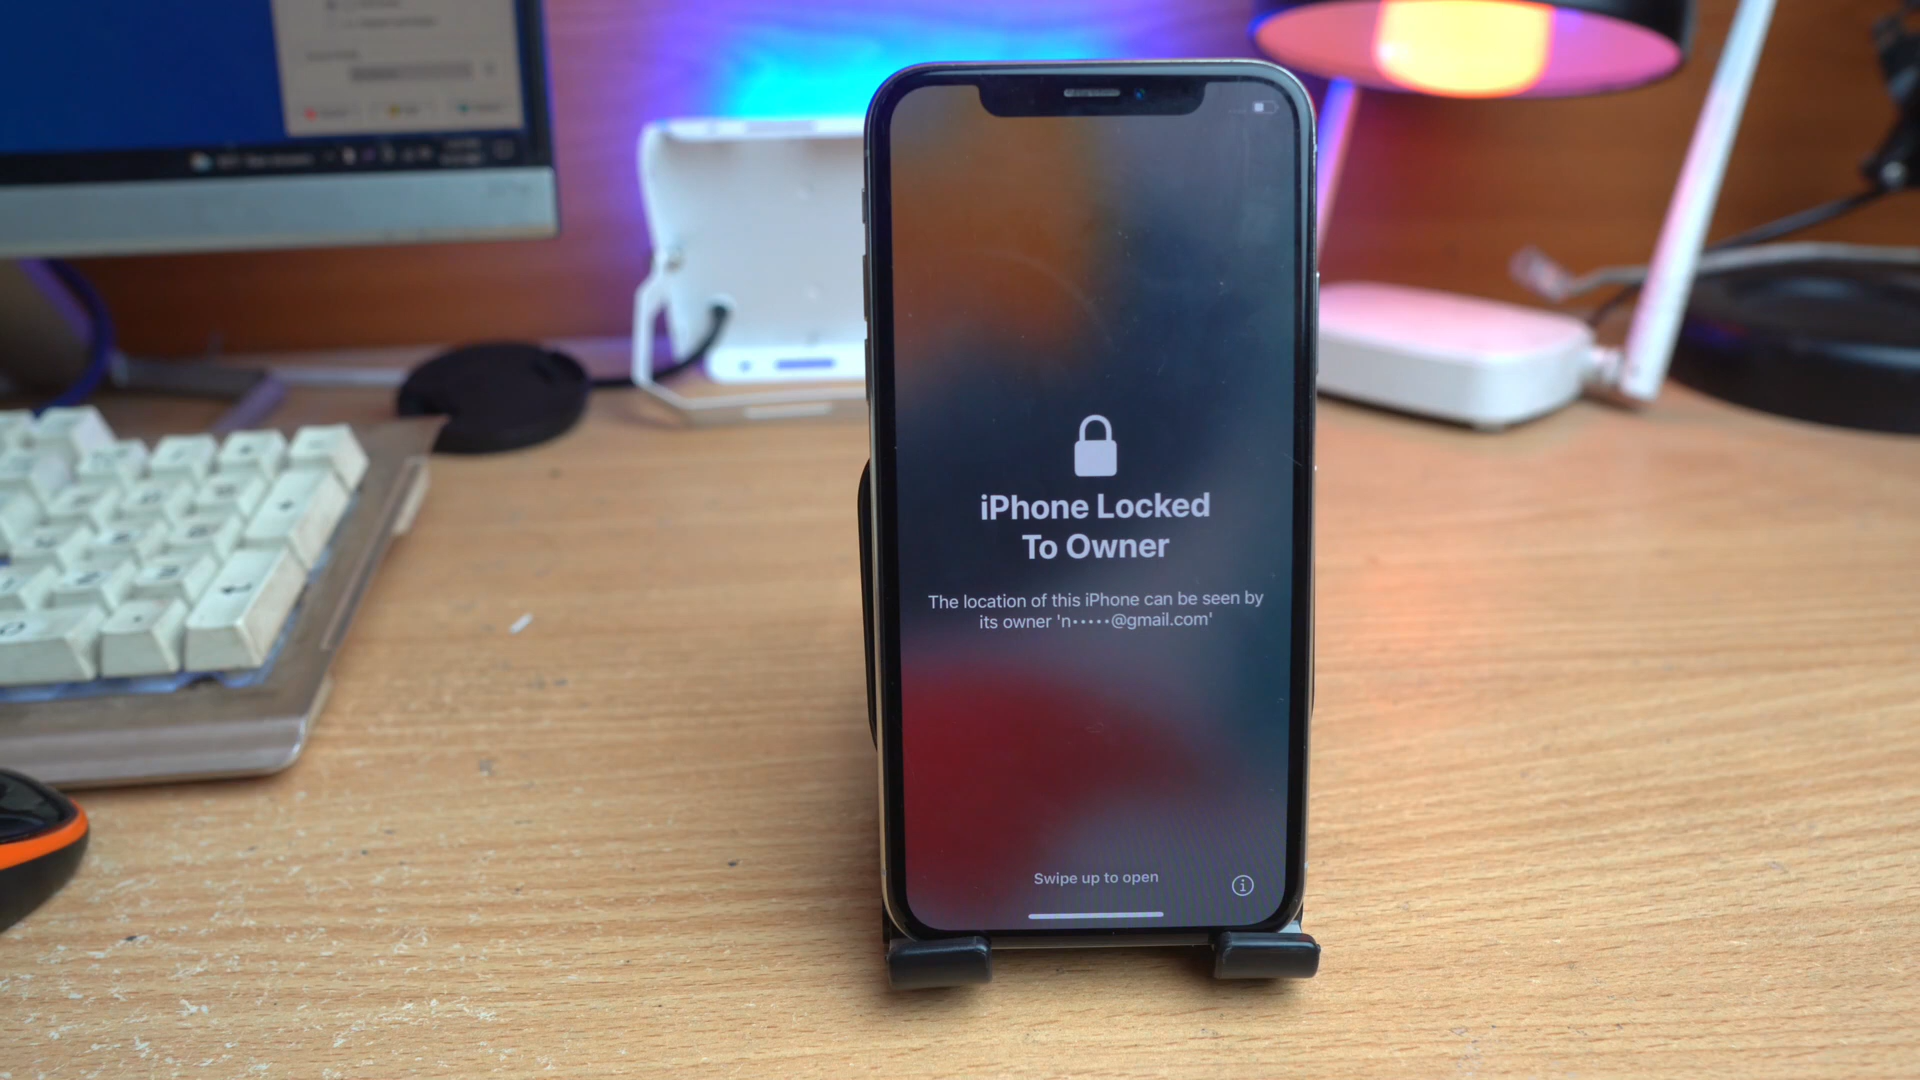 iPhone Locked
To Owner
The location of this iPhone can be seen by
its owner 'n•••••@gmail.com'
Swipe up to open